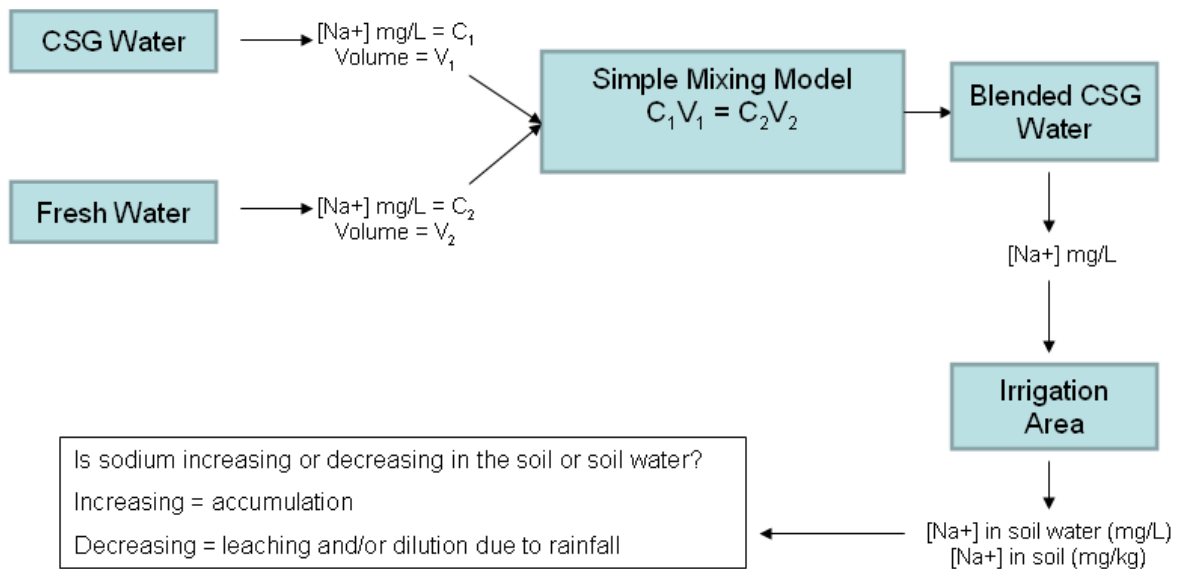 CSG Water
[Na+] mg/L = C₁
Volume = V₁
Simple Mixing Model
C₁V₁ = C₂V₂
Blended CSG
Water
Fresh Water
[Na+] mg/L = C₂
Volume = V₂
[Na+] mg/L
Irrigation
Area
[Na+] in soil water (mg/L)
[Na+] in soil (mg/kg)
Is sodium increasing or decreasing in the soil or soil water?
Increasing = accumulation
Decreasing = leaching and/or dilution due to rainfall